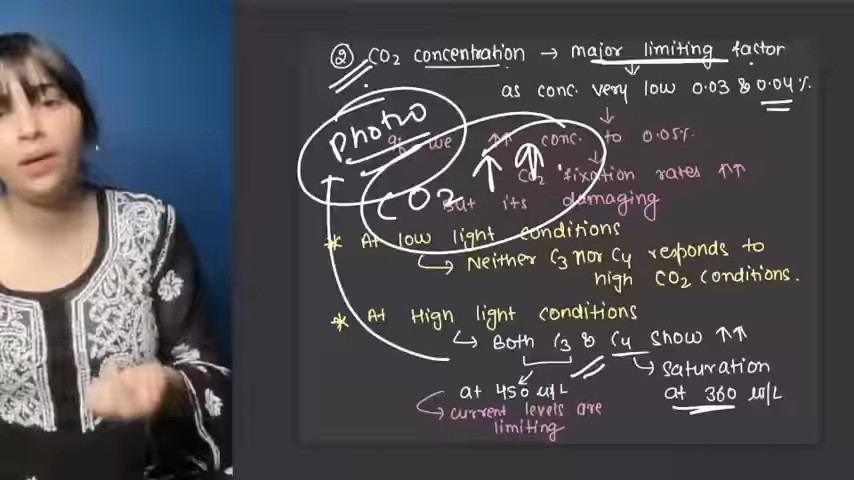 ② CO2 concentration → major limiting factor
as conc. very low 0.03 & 0.04%.
photo
we ↑↑ conc. to 0.05%
CO2 fixation rates ↑↑
CO2 ↑
But its damaging
* At low light conditions
Neither C3 nor C4 responds to
high CO2 conditions.
* At High light conditions
Both C3 & C4 show ↑↑
saturation
at 450 at 360
current levels are
limiting